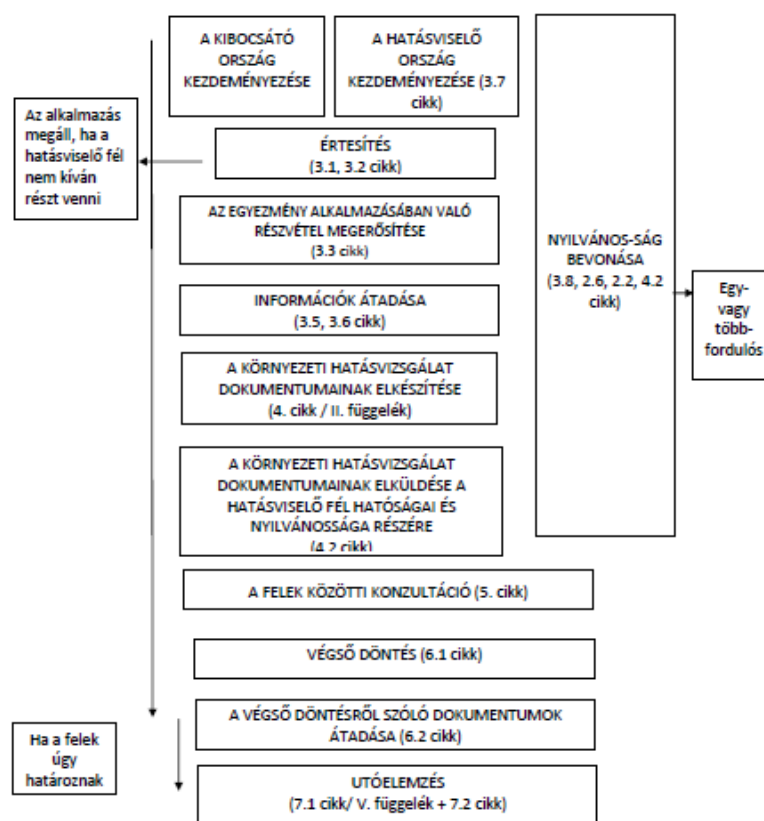 A KIBOCSÁTÓ
ORSZÁG
KEZDEMÉNYEZÉSE
A HATÁSVISELŐ
ORSZÁG
KEZDEMÉNYEZÉSE (3.7
cikk)
Az alkalmazás
megáll, ha a
hatásviselő fél
nem kíván
részt venni
ÉRTESÍTÉS
(3.1, 3.2 cikk)
AZ EGYEZMÉNY ALKALMAZÁSÁBAN VALÓ
RÉSZVÉTEL MEGERŐSÍTÉSE
(3.3 cikk)
INFORMÁCIÓK ÁTADÁSA
(3.5, 3.6 cikk)
A KÖRNYEZETI HATÁSVIZSGÁLAT
DOKUMENTUMAINAK ELKÉSZÍTÉSE
(4. cikk / II. függelék)
A KÖRNYEZETI HATÁSVIZSGÁLAT
DOKUMENTUMAINAK ELKÜLDÉSE A
HATÁSVISELŐ FÉL HATÓSÁGAI ÉS
NYILVÁNOSSÁGA RÉSZÉRE
(4.2 cikk)
NYILVÁNOS-SÁG
BEVONÁSA
(3.8, 2.6, 2.2, 4.2
cikk)
Egy-
vagy
több-
fordulós
A FELEK KÖZÖTTI KONZULTÁCIÓ (5. cikk)
VÉGSŐ DÖNTÉS (6.1 cikk)
A VÉGSŐ DÖNTÉSRŐL SZÓLÓ DOKUMENTUMOK
ÁTADÁSA (6.2 cikk)
Ha a felek
úgy
határoznak
UTÓELEMZÉS
(7.1 cikk/ V. függelék + 7.2 cikk)